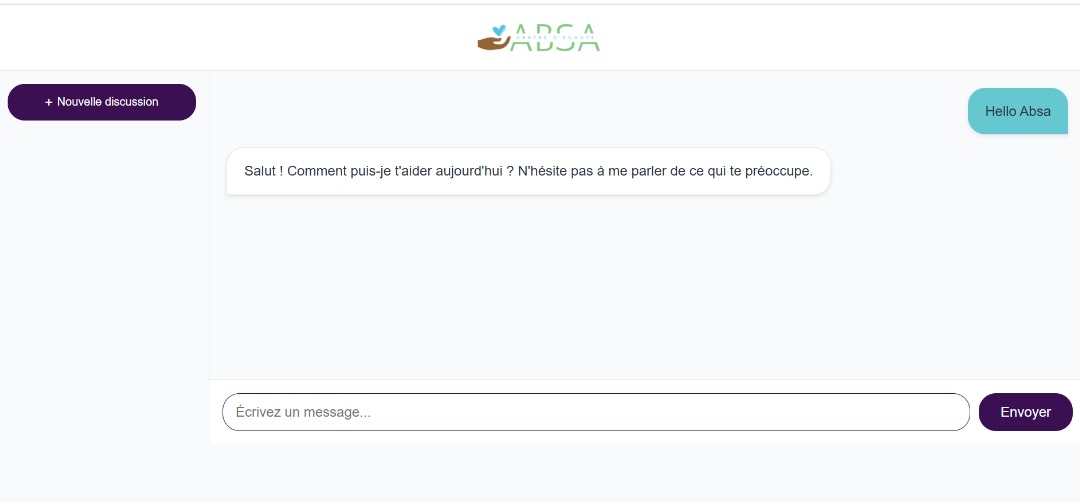 ABSA
CENTRE D'ÉCOUTE
+ Nouvelle discussion
Hello Absa
Salut ! Comment puis-je t'aider aujourd'hui ? N'hésite pas à me parler de ce qui te préoccupe.
Écrivez un message...
Envoyer